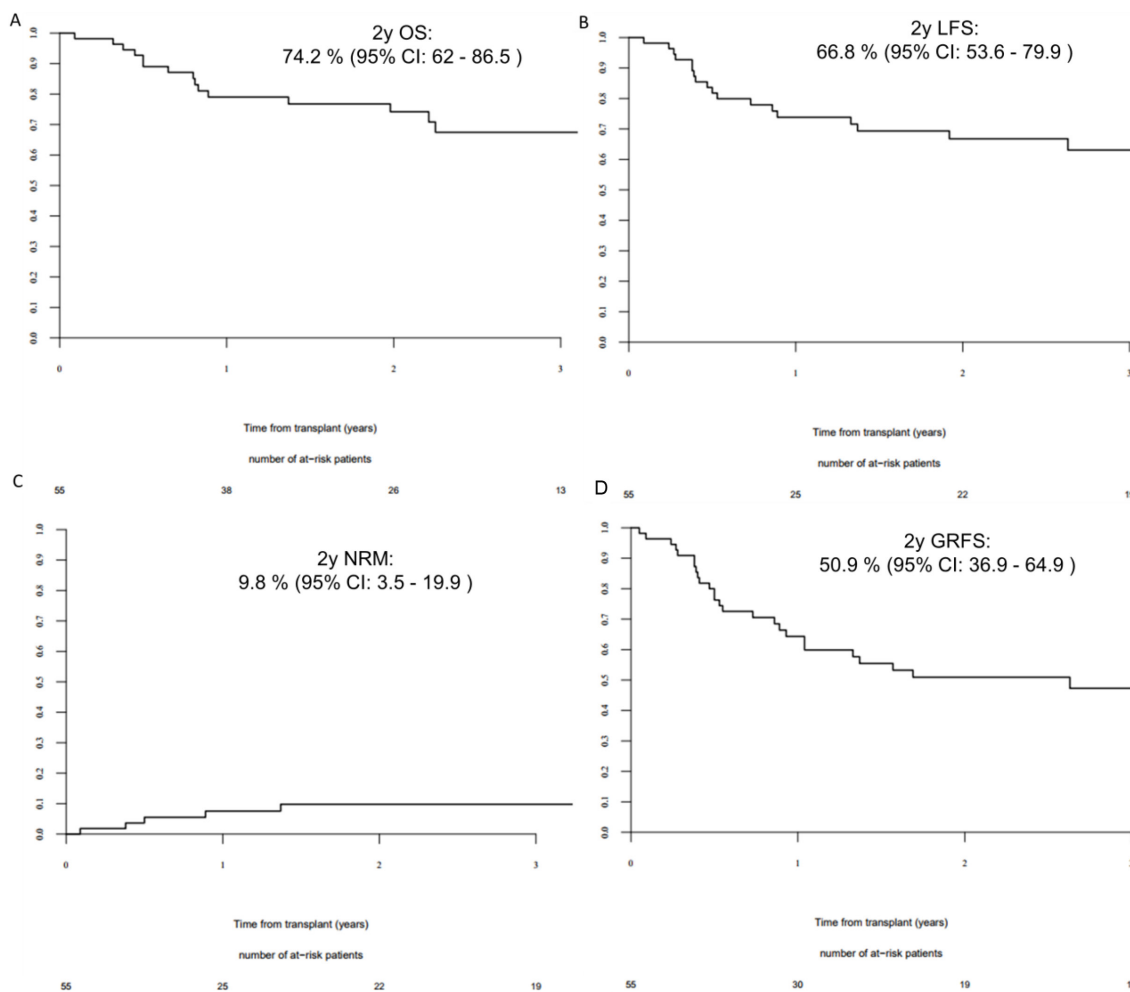 A
2y OS:
74.2 % (95% CI: 62 - 86.5 )
1.0
0.9
0.8
0.7
0.6
0.5
0.4
0.3
0.2
0.1
0.0
0 1 2 3
Time from transplant (years)
number of at-risk patients
55 38 26 13
B
2y LFS:
66.8 % (95% CI: 53.6 - 79.9 )
1.0
0.9
0.8
0.7
0.6
0.5
0.4
0.3
0.2
0.1
0.0
0 1 2 3
Time from transplant (years)
number of at-risk patients
55 25 22
C
2y NRM:
9.8 % (95% CI: 3.5 - 19.9 )
1.0
0.9
0.8
0.7
0.6
0.5
0.4
0.3
0.2
0.1
0.0
0 1 2 3
Time from transplant (years)
number of at-risk patients
55 25 22 19
D
2y GRFS:
50.9 % (95% CI: 36.9 - 64.9 )
1.0
0.9
0.8
0.7
0.6
0.5
0.4
0.3
0.2
0.1
0.0
0 1 2
Time from transplant (years)
number of at-risk patients
55 30 19